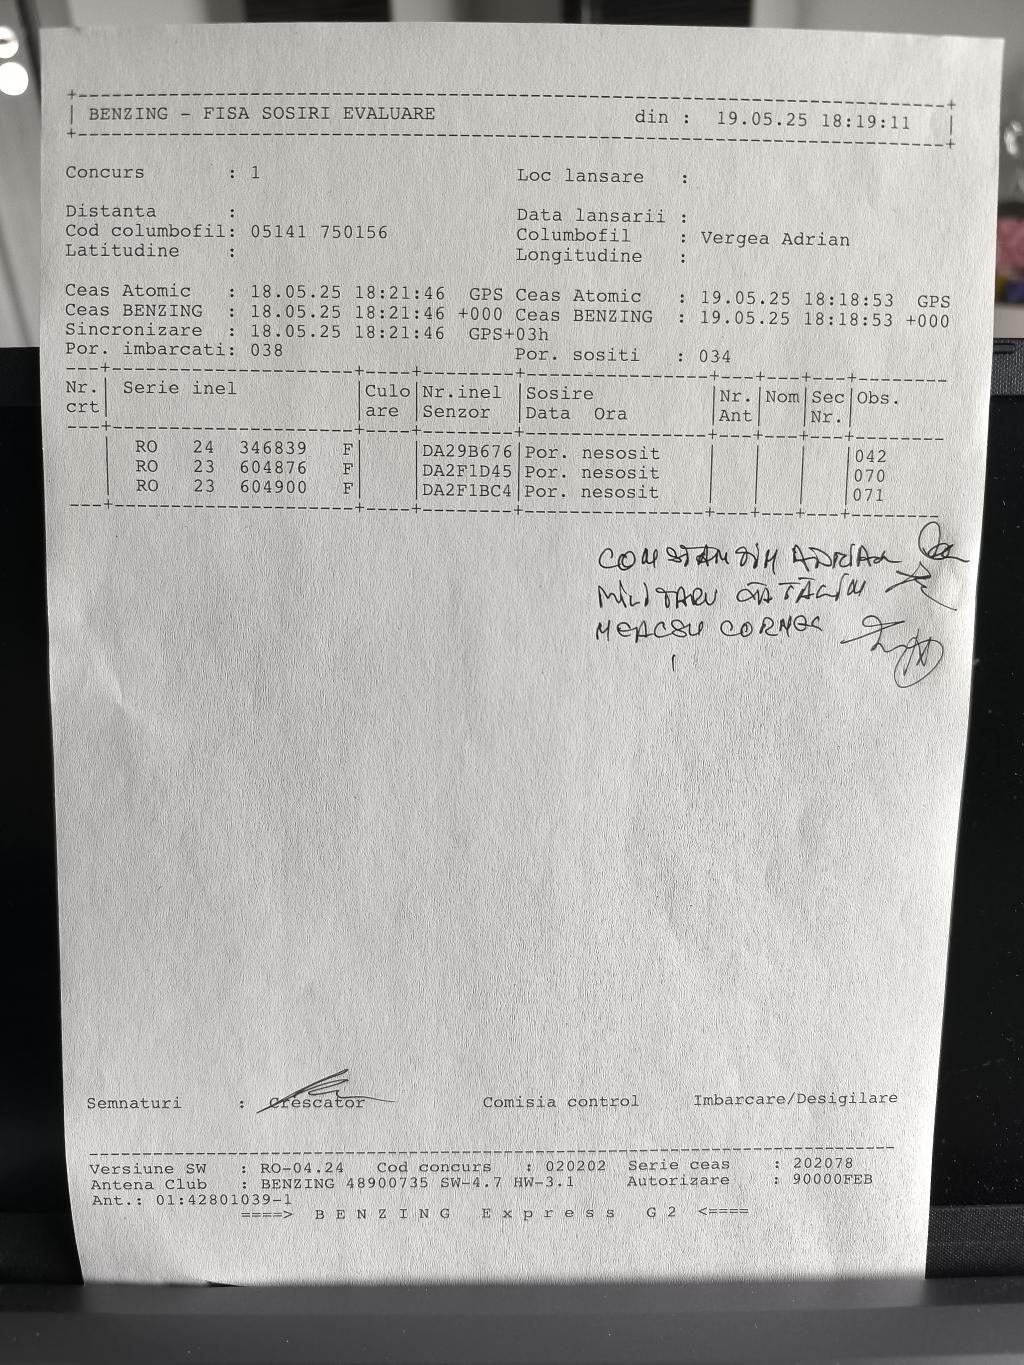 BENZING - FISA SOSIRI EVALUARE din : 19.05.25 18:19:11
Concurs : 1 Loc lansare :
Distanta : Data lansarii :
Cod columbofil: 05141 750156 Columbofil : Vergea Adrian
Latitudine : Longitudine :
Ceas Atomic : 18.05.25 18:21:46 GPS Ceas Atomic : 19.05.25 18:18:53 GPS
Ceas BENZING : 18.05.25 18:21:46 +000 Ceas BENZING : 19.05.25 18:18:53 +000
Sincronizare : 18.05.25 18:21:46 GPS+03h
Por. imbarcati: 038 Por. sositi : 034
Nr. Serie inel Culo Nr.inel Sosire Nr. Nom Sec Obs.
crt are Senzor Data Ora Ant Nr.
RO 24 346839 F DA29B676 Por. nesosit 042
RO 23 604876 F DA2F1D45 Por. nesosit 070
RO 23 604900 F DA2F1BC4 Por. nesosit 071
CONSTANTIN ADRIAN
MILITARU CĂTĂLIN
CORNEL
Semnaturi : Crescator Comisia control Imbarcare/Desigilare
Versiune SW : RO-04.24 Cod concurs : 020202 Serie ceas : 202078
Antena Club : BENZING 48900735 SW-4.7 HW-3.1 Autorizare : 90000FEB
Ant.: 01:42801039-1
====> B E N Z I N G E x p r e s s G 2 <====